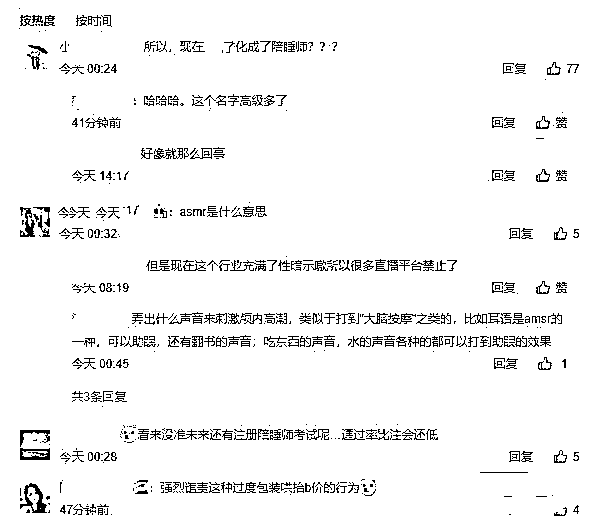 按热度 按时间
小 所以，现在 了化成了陪睡师？？？
今天 00:24 回复 77
：哈哈哈。这个名字高级多了
41分钟前 回复 赞
好像就那么回事
今天 14:17 回复 赞
今天 今天 17 ：asmr是什么意思
今天 00:32 回复 5
但是现在这个行业充满了性暗示 所以很多直播平台禁止了
今天 08:19 回复 赞
弄出什么声音来刺激颅内高潮，类似于打到"大脑按摩"之类的，比如耳语是amsr的
一种，可以助眠，还有翻书的声音；吃东西的声音，水的声音各种的都可以打到助眠的效果
今天 00:45 回复 1
共3条回复
看来没准未来还有注册陪睡师考试呢...通过率比注会还低
今天 00:28 回复 5
：强烈谴责这种过度包装哄抬b价的行为
47分钟前 4